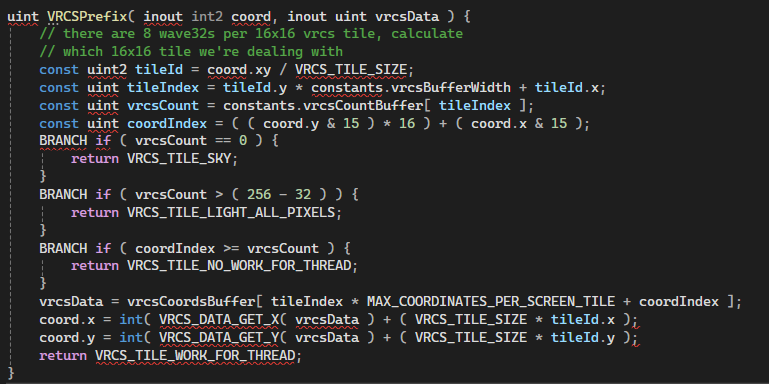 uint VRCSPrefix( inout int2 coord, inout uint vrcsData ) {
    // there are 8 wave32s per 16x16 vrcs tile, calculate
    // which 16x16 tile we're dealing with
    const uint2 tileId = coord.xy / VRCS_TILE_SIZE;
    const uint tileIndex = tileId.y * constants.vrcsBufferWidth + tileId.x;
    const uint vrcsCount = constants.vrcsCountBuffer[ tileIndex ];
    const uint coordIndex = ( ( coord.y & 15 ) * 16 ) + ( coord.x & 15 );
    BRANCH if ( vrcsCount == 0 ) {
        return VRCS_TILE_SKY;
    }
    BRANCH if ( vrcsCount > ( 256 - 32 ) ) {
        return VRCS_TILE_LIGHT_ALL_PIXELS;
    }
    BRANCH if ( coordIndex >= vrcsCount ) {
        return VRCS_TILE_NO_WORK_FOR_THREAD;
    }
    vrcsData = vrcsCoordsBuffer[ tileIndex * MAX_COORDINATES_PER_SCREEN_TILE + coordIndex ];
    coord.x = int( VRCS_DATA_GET_X( vrcsData ) + ( VRCS_TILE_SIZE * tileId.x );
    coord.y = int( VRCS_DATA_GET_Y( vrcsData ) + ( VRCS_TILE_SIZE * tileId.y );
    return VRCS_TILE_WORK_FOR_THREAD;
}